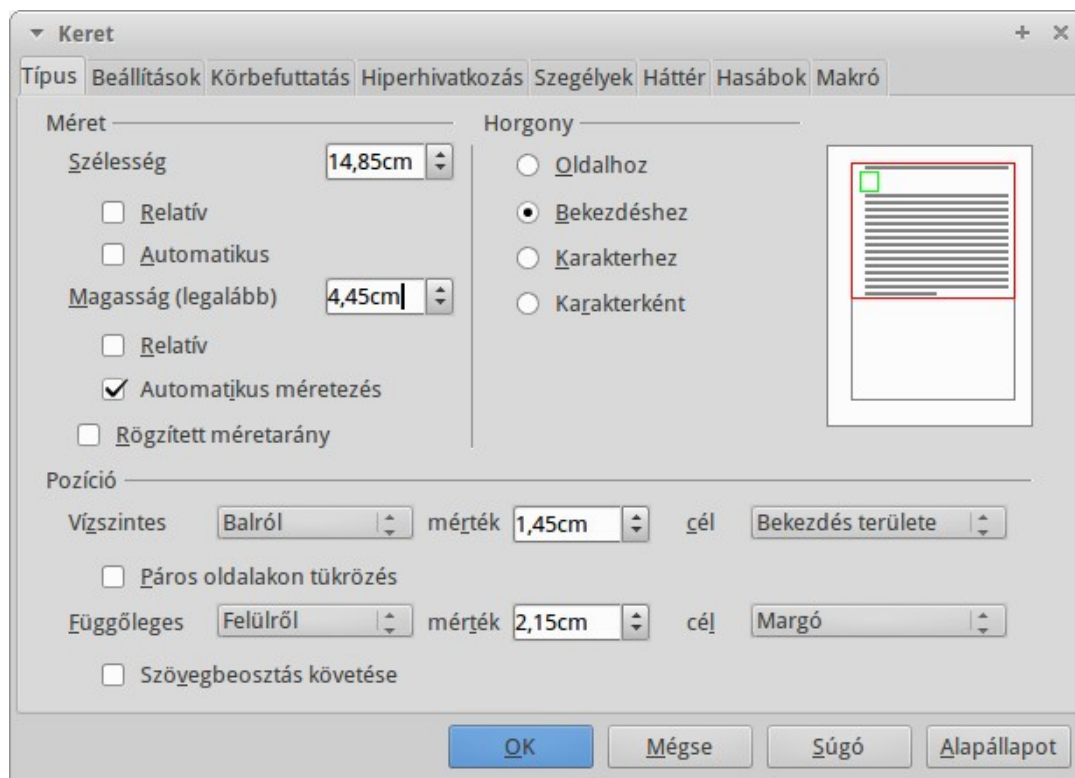 Keret
Típus Beállítások Körbefuttatás Hiperhivatkozás Szegélyek Háttér Hasábok Makró
Méret
Szélesség 14,85cm
Relatív
Automatikus
Magasság (legalább) 4,45cm
Relatív
Automatikus méretezés
Rögzített méretarány
Horgony
Oldalhoz
Bekezdéshez
Karakterhez
Karakterként
Pozíció
Vízszintes Balról mérték 1,45cm cél Bekezdés területe
Páros oldalakon tükrözés
Függőleges Felülről mérték 2,15cm cél Margó
Szövegbeosztás követése
OK Mégse Súgó Alapállapot